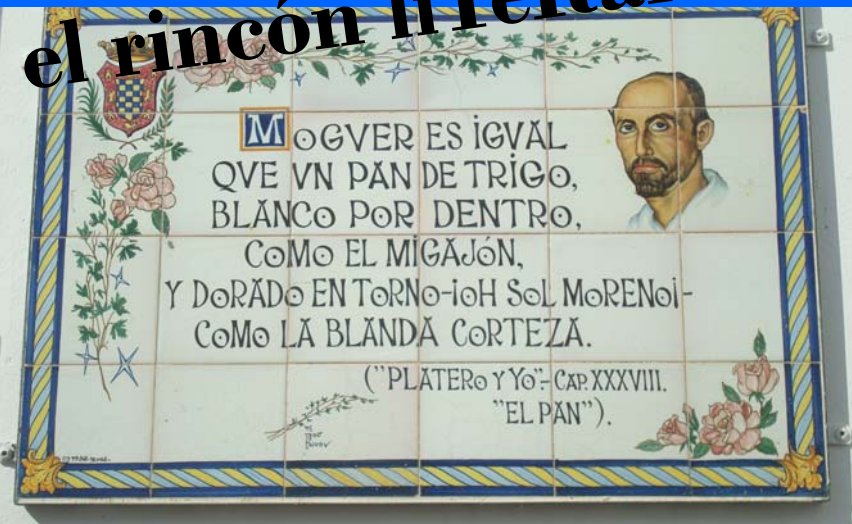 el rincón
MOGVER ES iGVAL
QVE VN PAN DE TRiGO,
BLANCO POR DENTRO,
COMO EL MiGAJÓN,
Y DORADO EN TORNO-¡OH SOL MORENO¡-
COMO LA BLANDA CORTEZA.
("PLATERO Y YO"- CAP. XXXVIII.
"EL PAN").